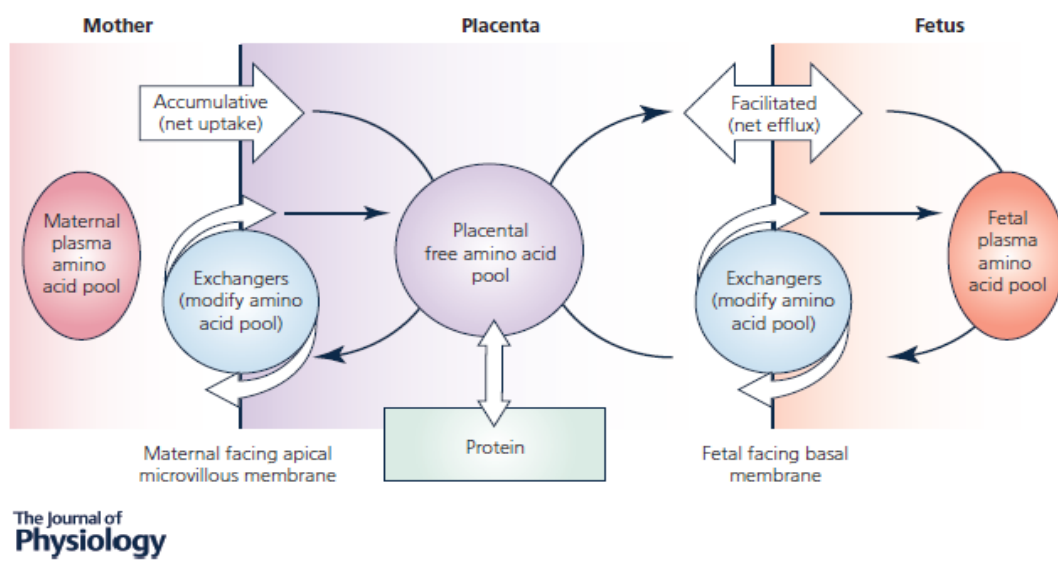 Mother
Placenta
Fetus
Accumulative
(net uptake)
Facilitated
(net efflux)
Maternal
plasma
amino
acid pool
Exchangers
(modify amino
acid pool)
Placental
free amino acid
pool
Exchangers
(modify amino
acid pool)
Fetal
plasma
amino
acid pool
Protein
Maternal facing apical
microvillous membrane
Fetal facing basal
membrane
The Journal of
Physiology